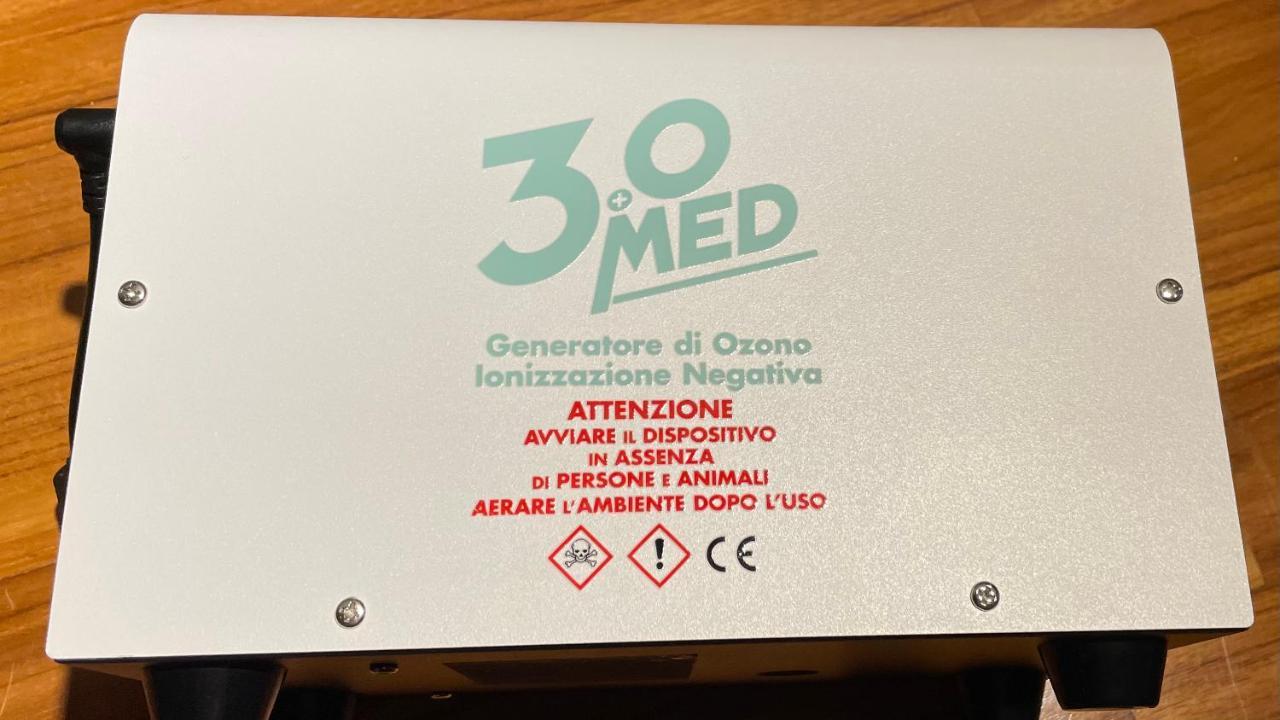 3.O
MED
Generatore di Ozono
Ionizzazione Negativa
ATTENZIONE
AVVIARE IL DISPOSITIVO
IN ASSENZA
DI PERSONE E ANIMALI
AERARE L'AMBIENTE DOPO L'USO
! CE